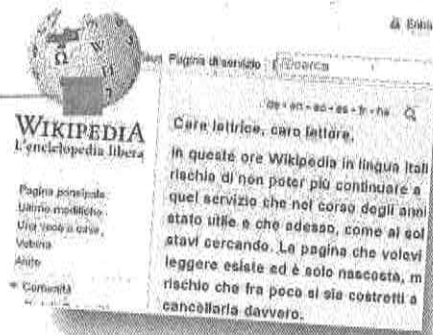 Entra
Pagina di servizio
Ricerca
de - en - eo - es - fr - he
WIKIPEDIA
L'enciclopedia libera
Cara lettrice, caro lettore,
in queste ore Wikipedia in lingua itali
rischio di non poter più continuare a
quel servizio che nel corso degli anni
stato utile e che adesso, come al sol
stavi cercando. La pagina che volevi
leggere esiste ed è solo nascosta, m
rischio che fra poco si sia costretti a
cancellarla davvero.
Pagina principale
Ultime modifiche
Una voce a caso
Vetrina
Aiuto
Comunità